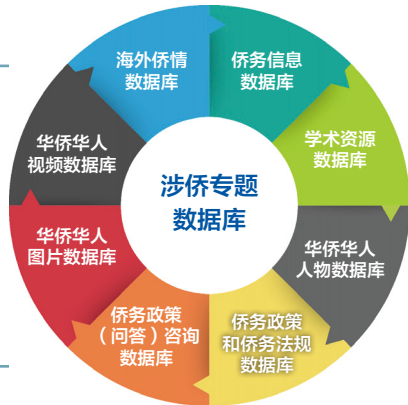 涉侨专题
数据库
侨务信息
数据库
学术资源
数据库
华侨华人
人物数据库
侨务政策
和侨务法规
数据库
侨务政策
（问答）咨询
数据库
华侨华人
图片数据库
华侨华人
视频数据库
海外侨情
数据库